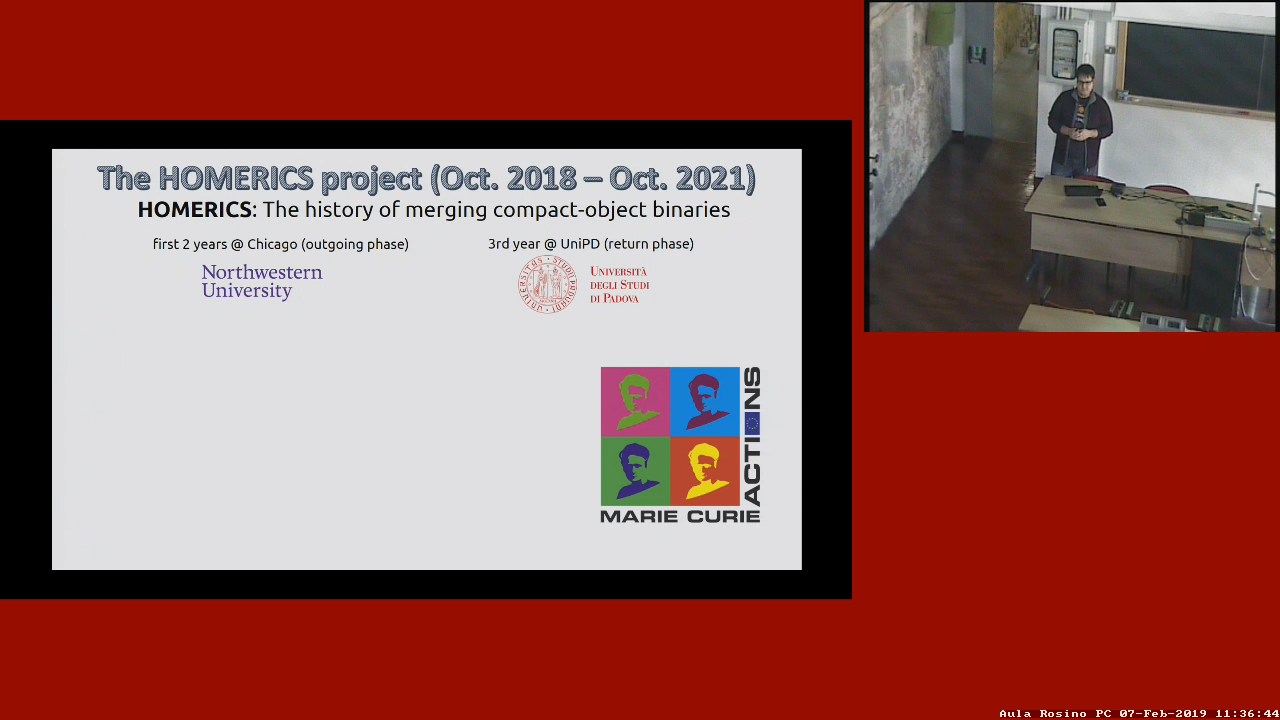 The HOMERICS project (Oct. 2018 – Oct. 2021)
HOMERICS: The history of merging compact-object binaries
first 2 years @ Chicago (outgoing phase)
3rd year @ UniPD (return phase)
Northwestern
University
UNIVERSITÀ
DEGLI STUDI
DI PADOVA
ACTIONS
MARIE CURIE
Aula Rosino PC 07-Feb-2019 11:36:44